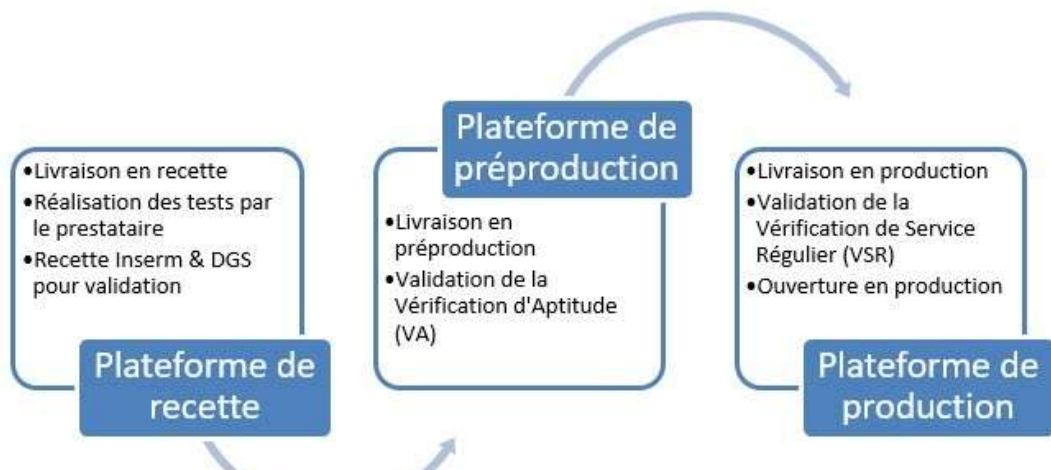 •Livraison en recette
•Réalisation des tests par
le prestataire
•Recette Inserm & DGS
pour validation
Plateforme de
recette
Plateforme de
préproduction
•Livraison en
préproduction
•Validation de la
Vérification d'Aptitude
(VA)
•Livraison en production
•Validation de la
Vérification de Service
Régulier (VSR)
•Ouverture en production
Plateforme de
production